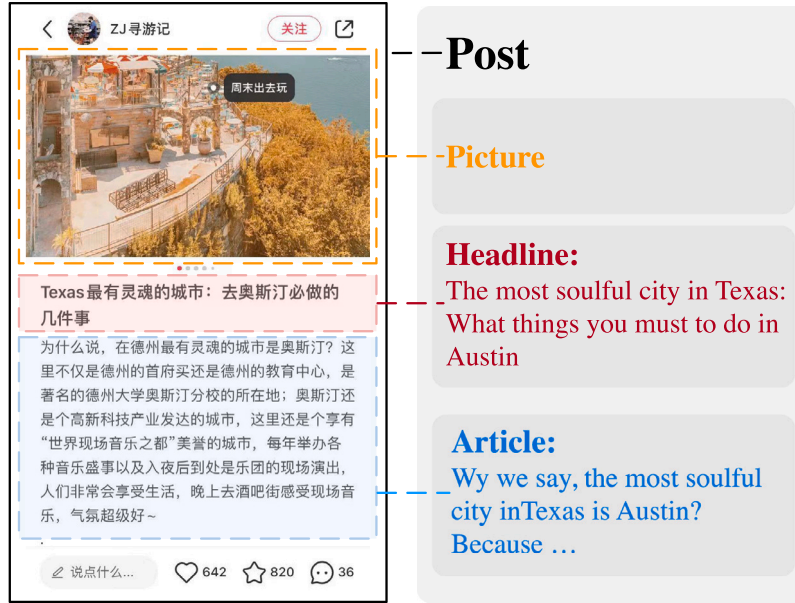 ZJ寻游记
关注
周末出去玩
Texas最有灵魂的城市：去奥斯汀必做的
几件事
为什么说，在德州最有灵魂的城市是奥斯汀？这
里不仅是德州的首府买还是德州的教育中心，是
著名的德州大学奥斯汀分校的所在地；奥斯汀还
是个高新科技产业发达的城市，这里还是个享有
“世界现场音乐之都”美誉的城市，每年举办各
种音乐盛事以及入夜后到处是乐团的现场演出，
人们非常会享受生活，晚上去酒吧街感受现场音
乐，气氛超级好~
.
说点什么...
642
820
36
Post
Picture
Headline:
The most soulful city in Texas:
What things you must to do in
Austin
Article:
Wy we say, the most soulful
city inTexas is Austin?
Because …